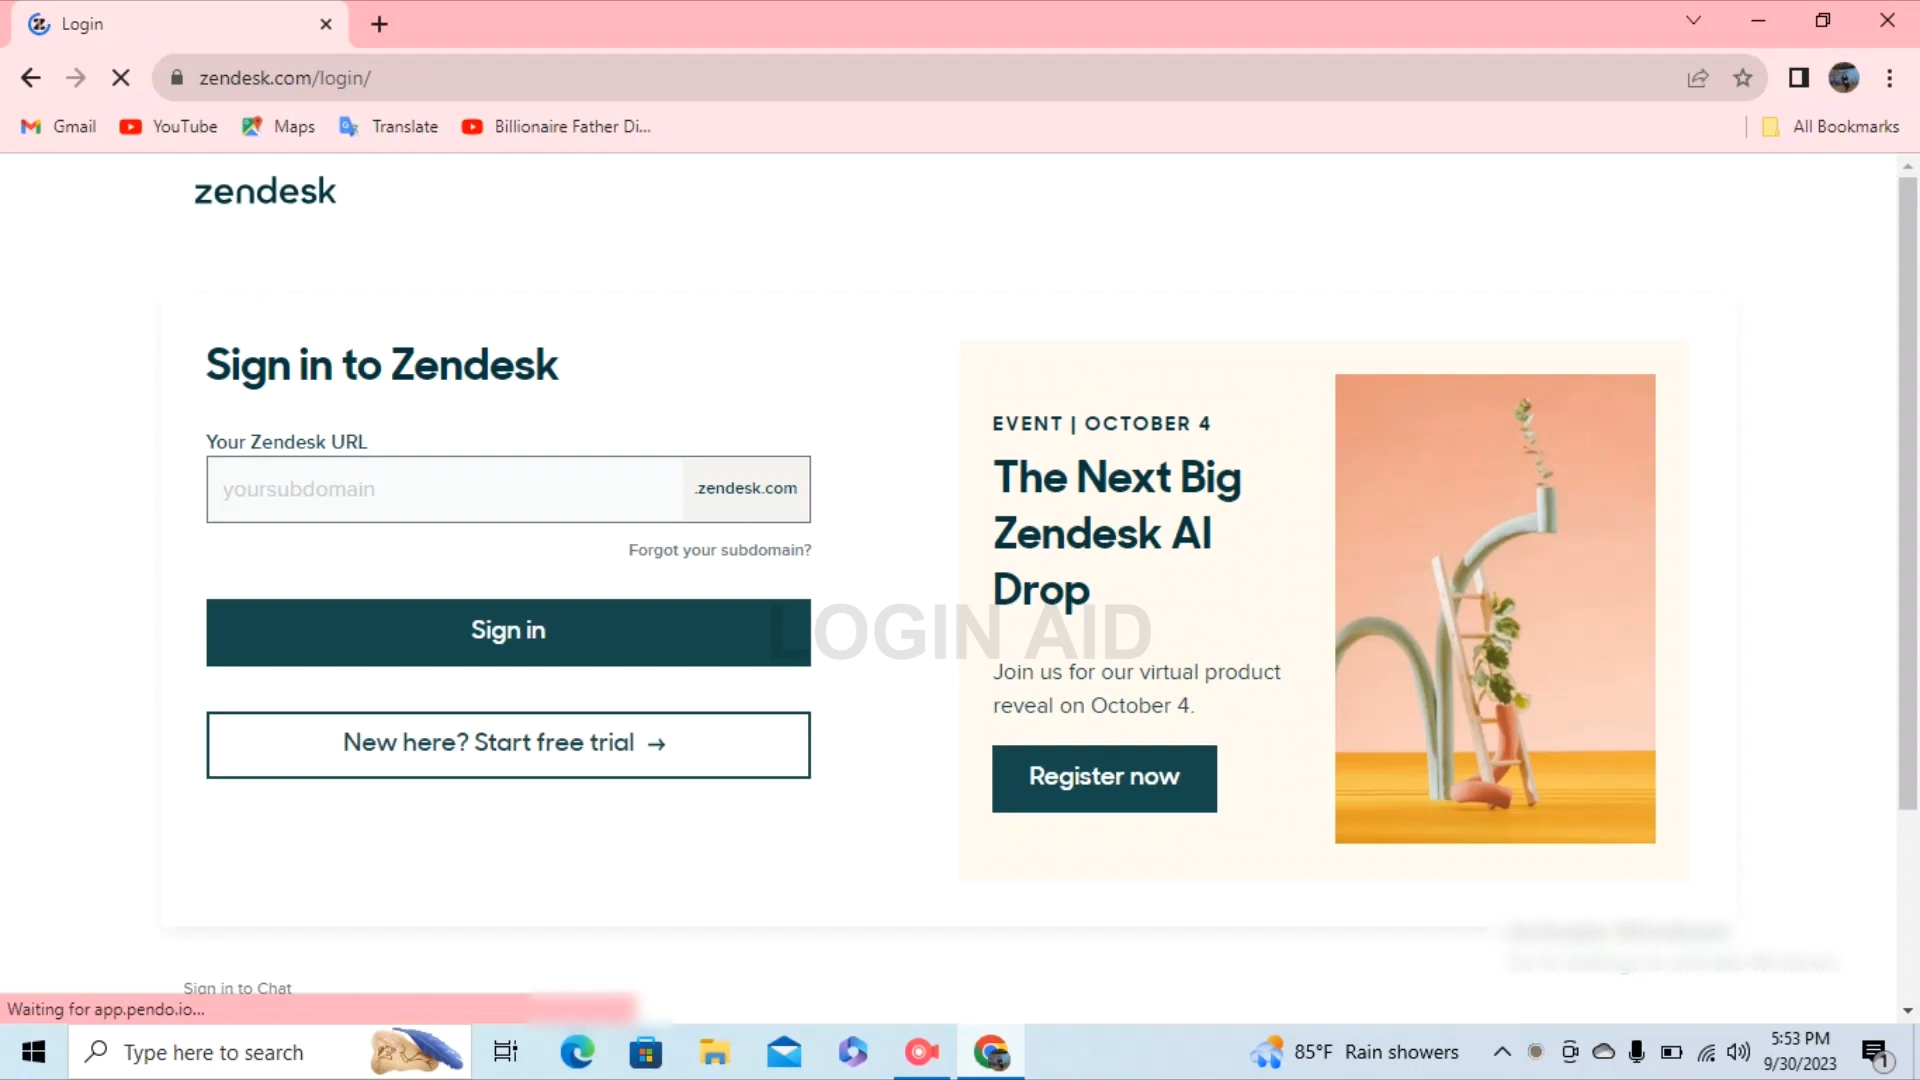 Login
zendesk.com/login/
Gmail
YouTube
Maps
Translate
Billionaire Father Di...
All Bookmarks
zendesk
Sign in to Zendesk
Your Zendesk URL
yoursubdomain
.zendesk.com
Forgot your subdomain?
Sign in
New here? Start free trial →
EVENT | OCTOBER 4
The Next Big
Zendesk AI
Drop
LOGIN AID
Join us for our virtual product
reveal on October 4.
Register now
Sign in to Chat
Waiting for app.pendo.io...
Type here to search
85°F Rain showers
5:53 PM
9/30/2023
1